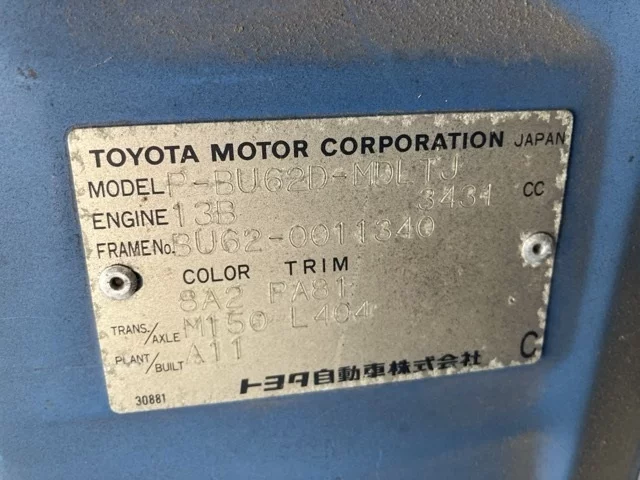 TOYOTA MOTOR CORPORATION JAPAN
MODEL P-BU62D-MDLTJ
ENGINE 13B 3431 CC
FRAME No. BU62-0011340
COLOR TRIM
8A2 FA81
TRANS./AXLE M150 L404
PLANT/BUILT A11
トヨタ自動車株式会社 C
30881